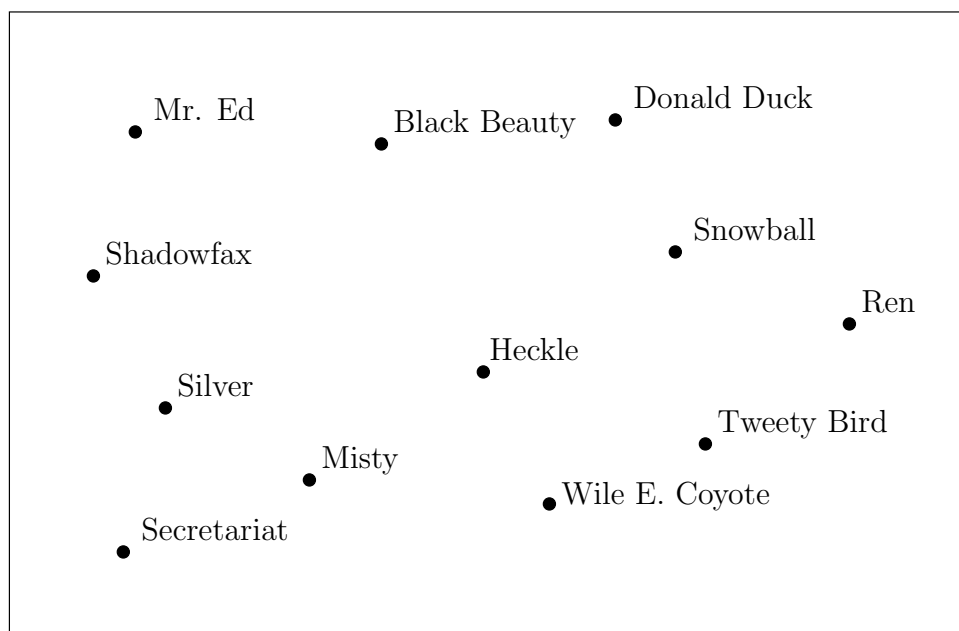 Donald Duck
Mr. Ed
Black Beauty
Snowball
Shadowfax
Ren
Heckle
Silver
Tweety Bird
Misty
Wile E. Coyote
Secretariat